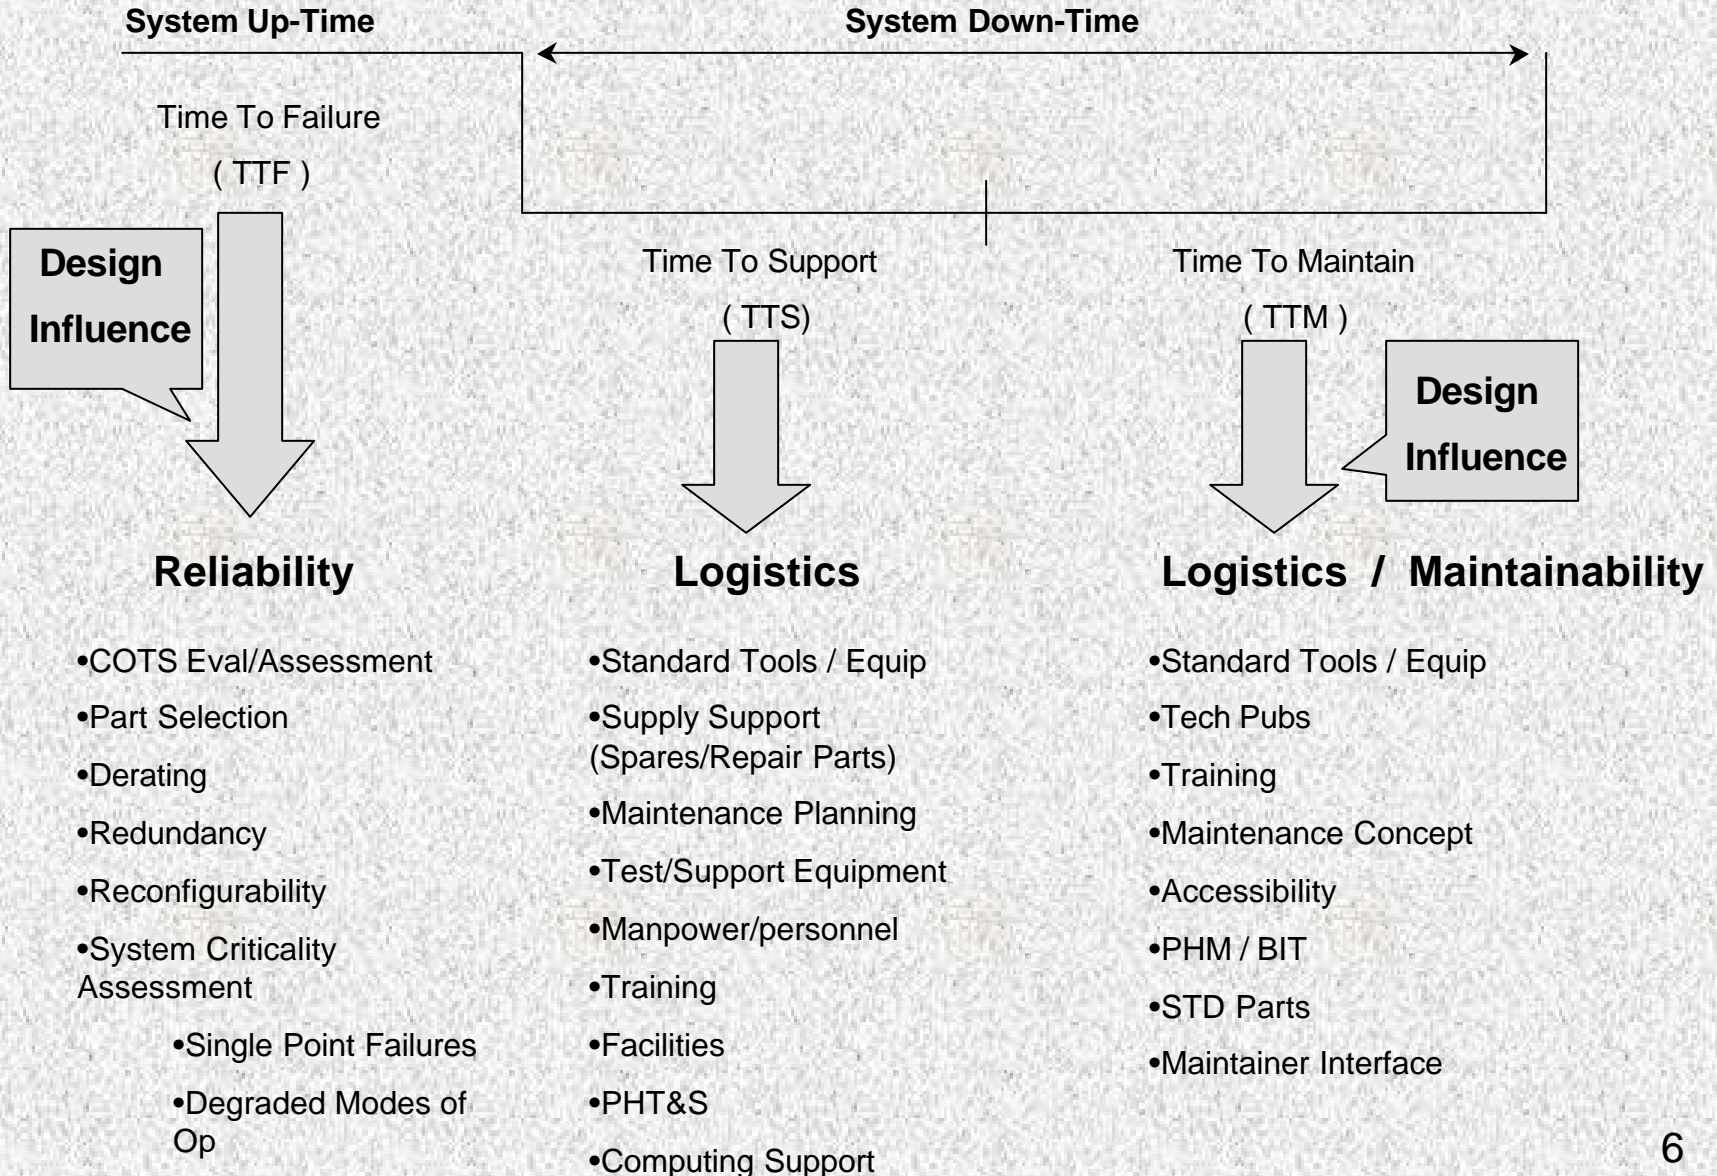 System Up-Time
System Down-Time
Time To Failure
( TTF )
Design
Influence
Time To Support
( TTS)
Time To Maintain
( TTM )
Design
Influence
Reliability
•COTS Eval/Assessment
•Part Selection
•Derating
•Redundancy
•Reconfigurability
•System Criticality
Assessment
•Single Point Failures
•Degraded Modes of
Op
Logistics
•Standard Tools / Equip
•Supply Support
(Spares/Repair Parts)
•Maintenance Planning
•Test/Support Equipment
•Manpower/personnel
•Training
•Facilities
•PHT&S
•Computing Support
Logistics / Maintainability
•Standard Tools / Equip
•Tech Pubs
•Training
•Maintenance Concept
•Accessibility
•PHM / BIT
•STD Parts
•Maintainer Interface
6